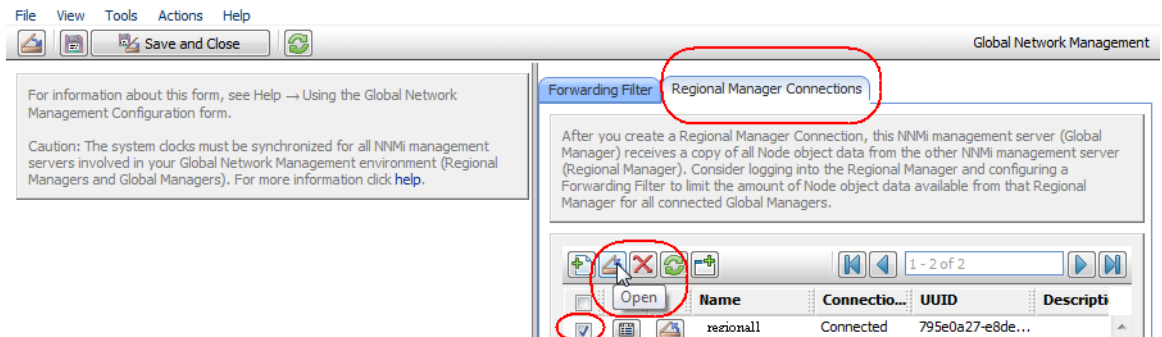 File View Tools Actions Help
Save and Close
Global Network Management
For information about this form, see Help → Using the Global Network
Management Configuration form.
Caution: The system clocks must be synchronized for all NNMi management
servers involved in your Global Network Management environment (Regional
Managers and Global Managers). For more information click help.
Forwarding Filter Regional Manager Connections
After you create a Regional Manager Connection, this NNMi management server (Global
Manager) receives a copy of all Node object data from the other NNMi management server
(Regional Manager). Consider logging into the Regional Manager and configuring a
Forwarding Filter to limit the amount of Node object data available from that Regional
Manager for all connected Global Managers.
1 - 2 of 2
Open
Name Connectio... UUID Descripti
regional1 Connected 795e0a27-e8de...